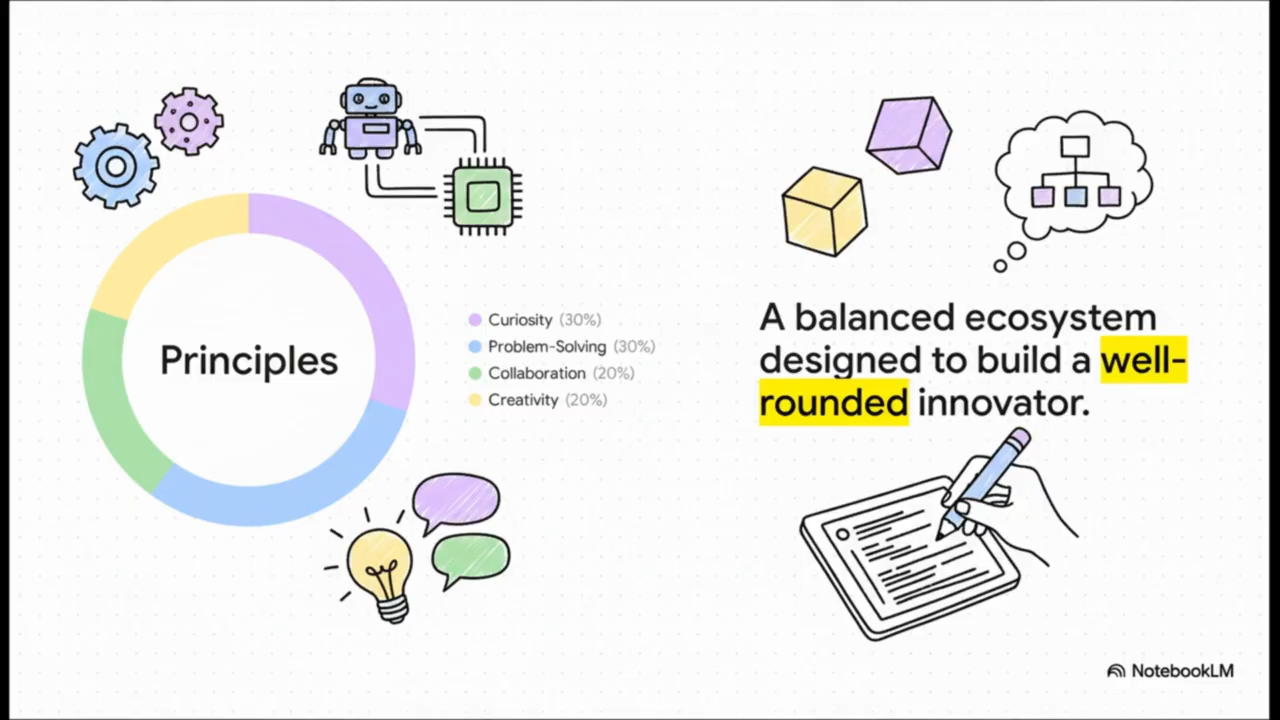 Principles
Curiosity (30%)
Problem-Solving (30%)
Collaboration (20%)
Creativity (20%)
A balanced ecosystem
designed to build a well-
rounded innovator.
NotebookLM